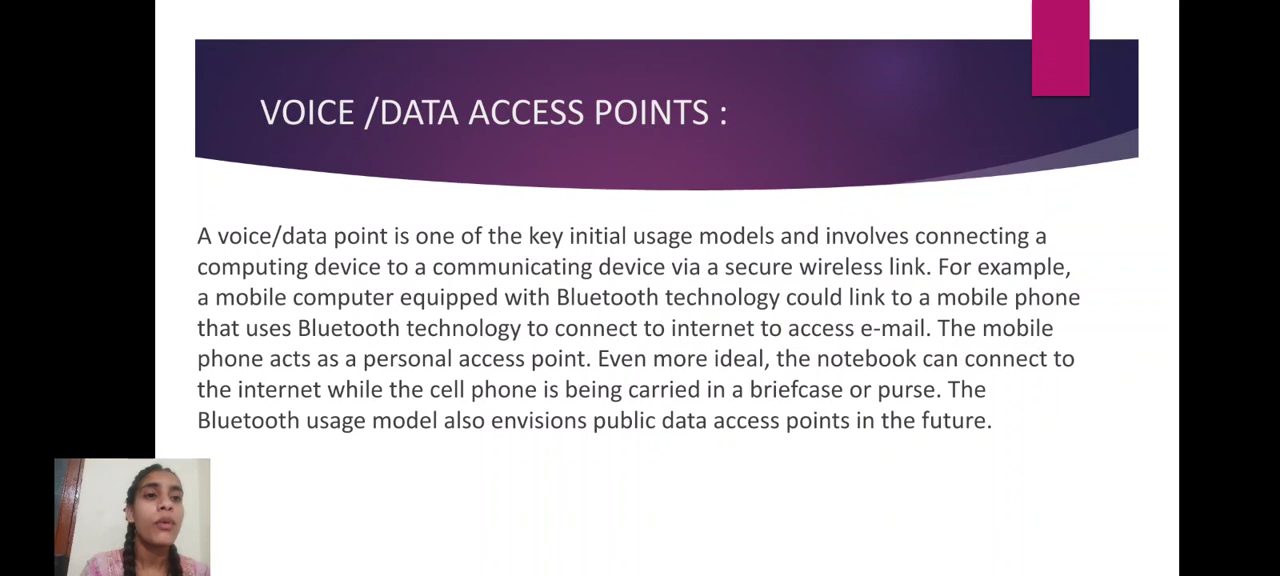 VOICE /DATA ACCESS POINTS :
A voice/data point is one of the key initial usage models and involves connecting a
computing device to a communicating device via a secure wireless link. For example,
a mobile computer equipped with Bluetooth technology could link to a mobile phone
that uses Bluetooth technology to connect to internet to access e-mail. The mobile
phone acts as a personal access point. Even more ideal, the notebook can connect to
the internet while the cell phone is being carried in a briefcase or purse. The
Bluetooth usage model also envisions public data access points in the future.